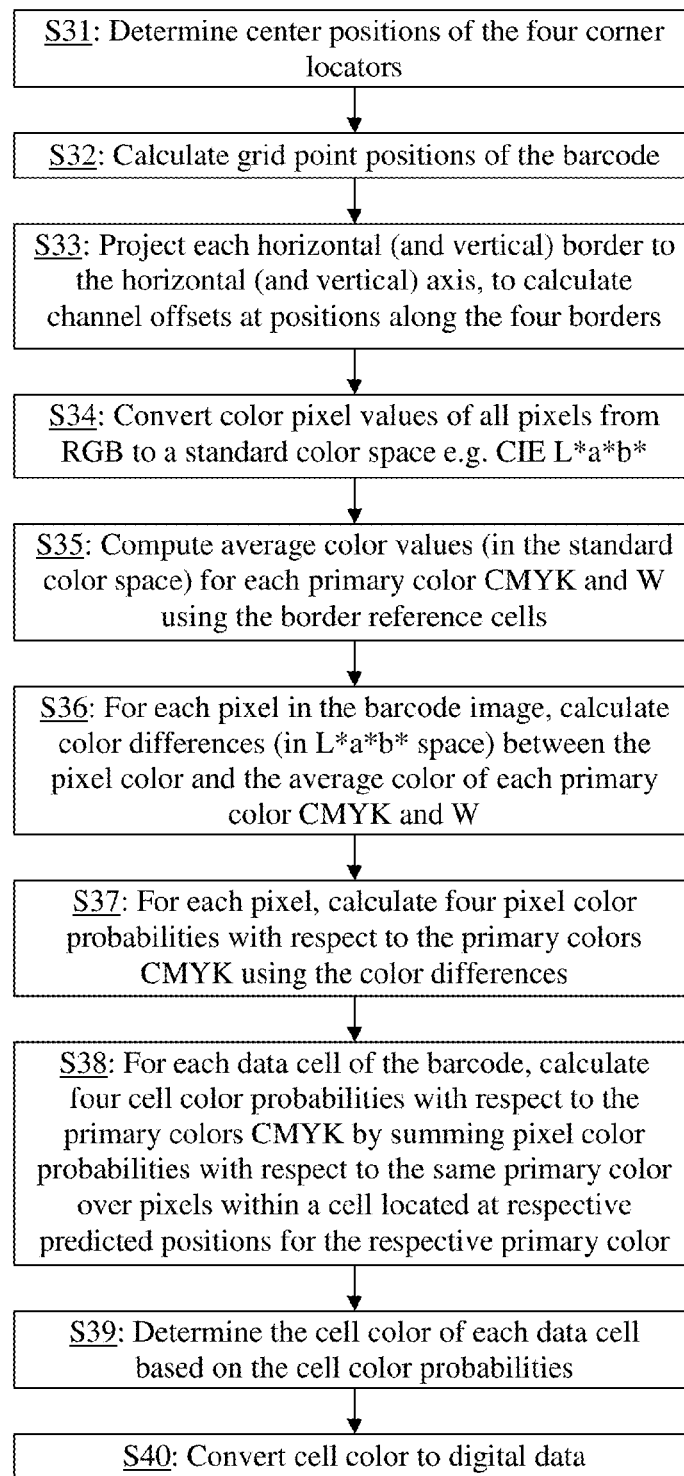 S31: Determine center positions of the four corner
locators
S32: Calculate grid point positions of the barcode
S33: Project each horizontal (and vertical) border to
the horizontal (and vertical) axis, to calculate
channel offsets at positions along the four borders
S34: Convert color pixel values of all pixels from
RGB to a standard color space e.g. CIE L*a*b*
S35: Compute average color values (in the standard
color space) for each primary color CMYK and W
using the border reference cells
S36: For each pixel in the barcode image, calculate
color differences (in L*a*b* space) between the
pixel color and the average color of each primary
color CMYK and W
S37: For each pixel, calculate four pixel color
probabilities with respect to the primary colors
CMYK using the color differences
S38: For each data cell of the barcode, calculate
four cell color probabilities with respect to the
primary colors CMYK by summing pixel color
probabilities with respect to the same primary color
over pixels within a cell located at respective
predicted positions for the respective primary color
S39: Determine the cell color of each data cell
based on the cell color probabilities
S40: Convert cell color to digital data